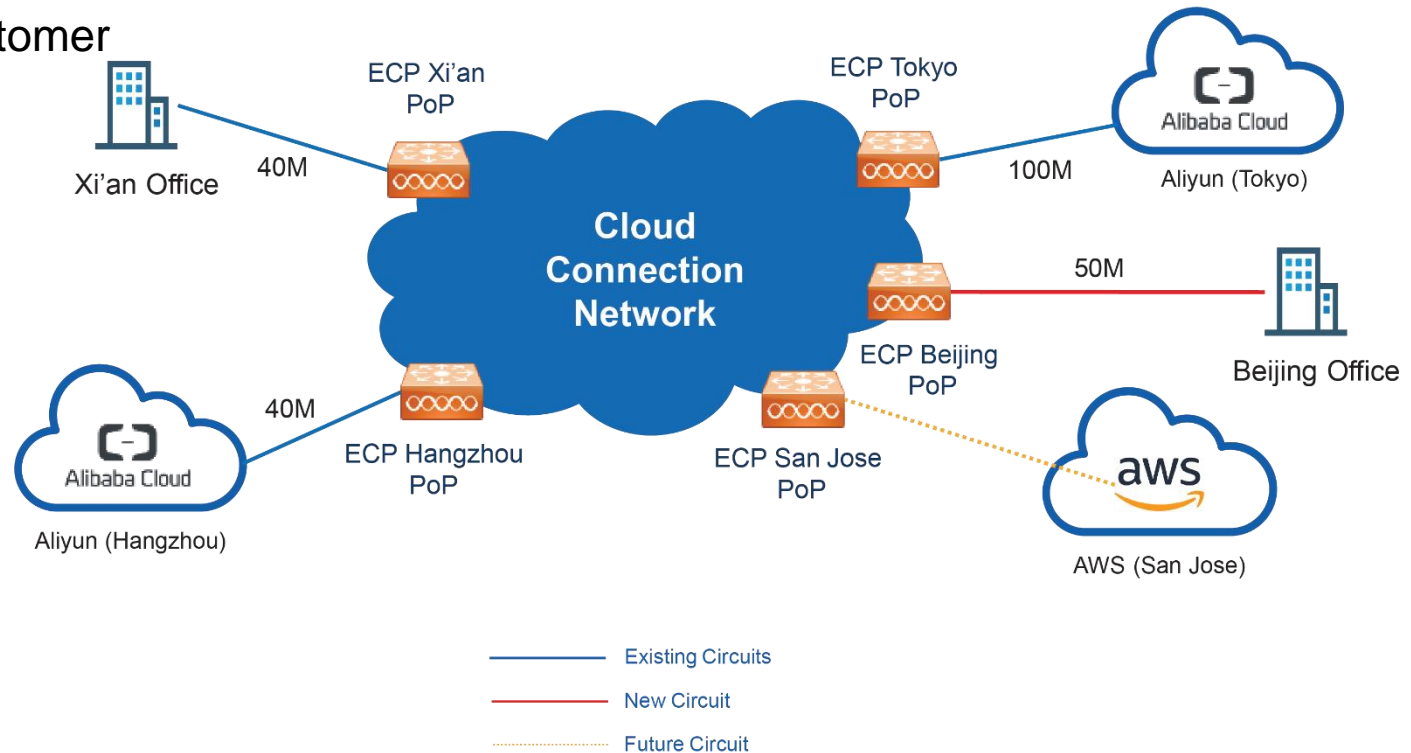 tomer
ECP Xi'an
PoP
ECP Tokyo
PoP
Alibaba Cloud
Aliyun (Tokyo)
40M
100M
Xi'an Office
Cloud
Connection
Network
50M
ECP Beijing
PoP
Beijing Office
40M
Alibaba Cloud
Aliyun (Hangzhou)
ECP Hangzhou
PoP
ECP San Jose
PoP
aws
AWS (San Jose)
Existing Circuits
New Circuit
Future Circuit